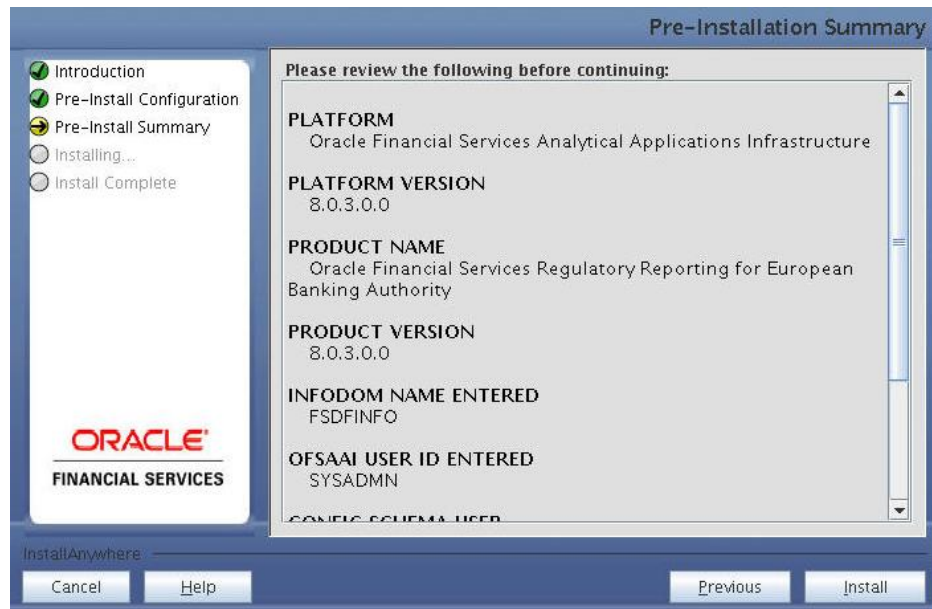 Pre-Installation Summary
Introduction
Pre-Install Configuration
Pre-Install Summary
Installing...
Install Complete
ORACLE®
FINANCIAL SERVICES
Please review the following before continuing:
PLATFORM
Oracle Financial Services Analytical Applications Infrastructure
PLATFORM VERSION
8.0.3.0.0
PRODUCT NAME
Oracle Financial Services Regulatory Reporting for European
Banking Authority
PRODUCT VERSION
8.0.3.0.0
INFODOM NAME ENTERED
FSDFINFO
OFSAAI USER ID ENTERED
SYSADMN
CONFIG SCHEMA USER
InstallAnywhere
Cancel
Help
Previous
Install